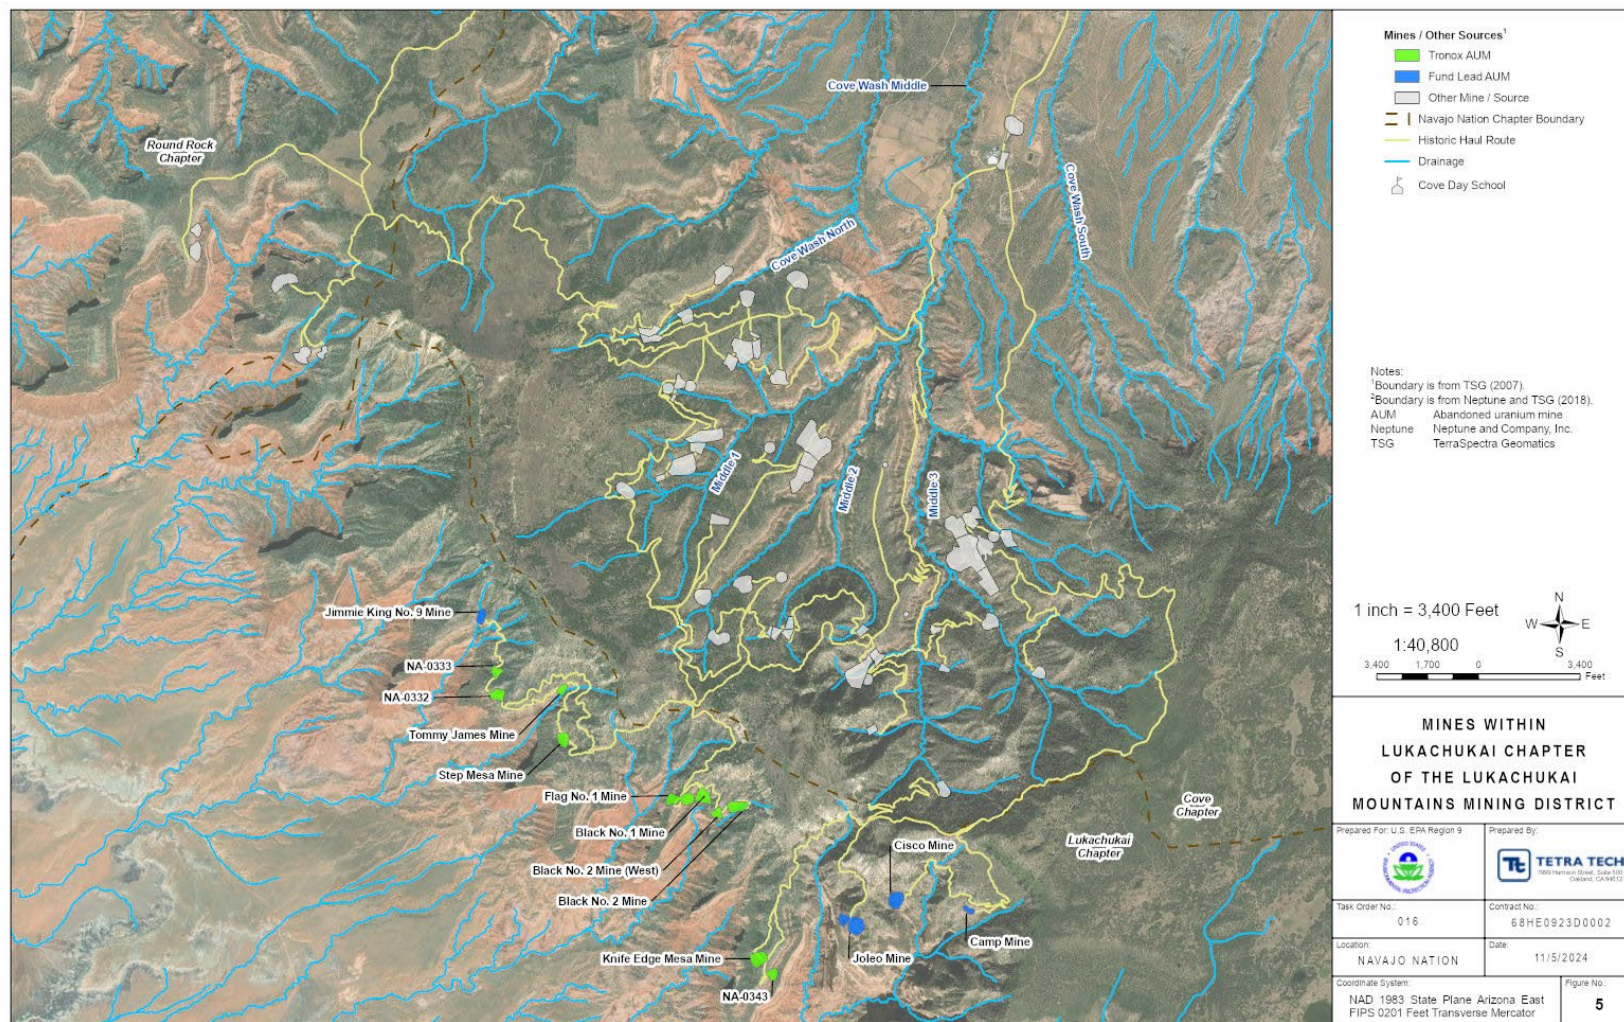 Round Rock
Chapter
Cove Wash Middle
Cove Wash South
Cove Wash North
Middle 1
Middle 2
Middle 3
Jimmie King No. 9 Mine
NA-0333
NA-0332
Tommy James Mine
Step Mesa Mine
Flag No. 1 Mine
Black No. 1 Mine
Black No. 2 Mine (West)
Black No. 2 Mine
Knife Edge Mesa Mine
NA-0343
Cisco Mine
Joleo Mine
Camp Mine
Lukachukai
Chapter
Cove
Chapter
Mines / Other Sources¹
Tronox AUM
Fund Lead AUM
Other Mine / Source
Navajo Nation Chapter Boundary
Historic Haul Route
Drainage
Cove Day School
Notes:
¹Boundary is from TSG (2007).
²Boundary is from Neptune and TSG (2018).
AUM Abandoned uranium mine
Neptune Neptune and Company, Inc.
TSG TerraSpectra Geomatics
1 inch = 3,400 Feet
1:40,800
N
W E
S
3,400 1,700 0 3,400
Feet
MINES WITHIN
LUKACHUKAI CHAPTER
OF THE LUKACHUKAI
MOUNTAINS MINING DISTRICT
Prepared For: U.S. EPA Region 9
Prepared By:
TETRA TECH
1999 Harrison Street, Suite 500
Oakland, CA 94612
Task Order No.:
016
Contract No.:
68HE0923D0002
Location:
NAVAJO NATION
Date:
11/5/2024
Coordinate System:
NAD 1983 State Plane Arizona East
FIPS 0201 Feet Transverse Mercator
Figure No.:
5